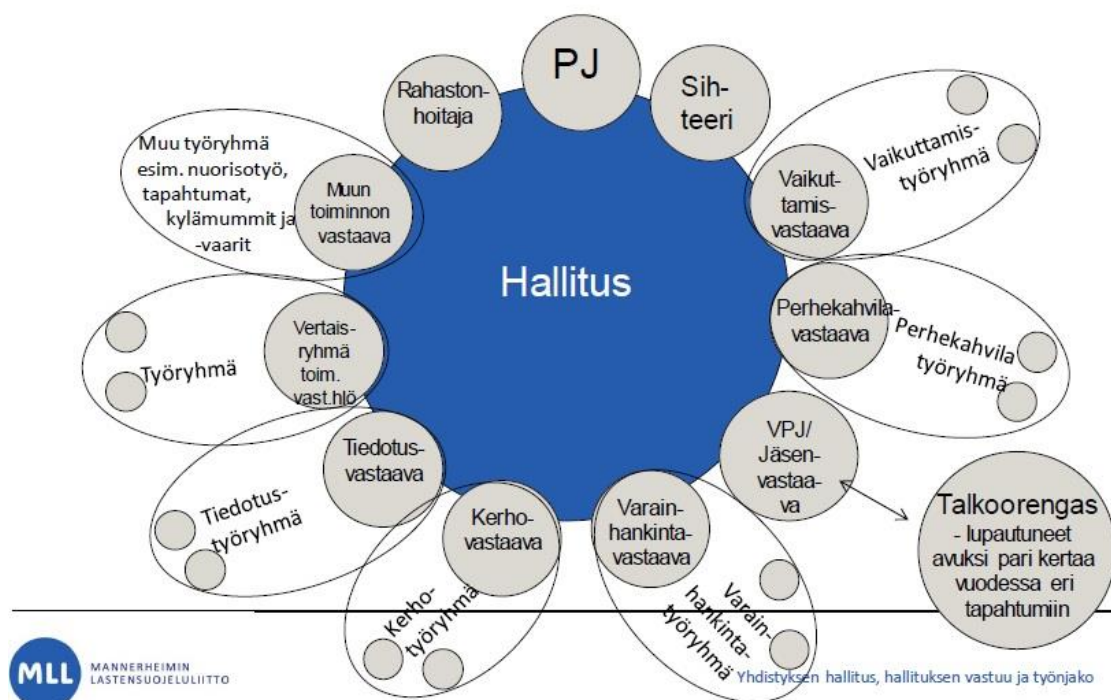 PJ
Rahaston-
hoitaja
Sih-
teeri
Muu työryhmä
esim. nuorisotyö,
tapahtumat,
kylämummit ja
-vaarit
Muun
toiminnon
vastaava
Vaikut-
tamis-
vastaava
Vaikuttamis-
työryhmä
Hallitus
Työryhmä
Vertais-
ryhmä
toim.
vast.hlö
Perhekahvila-
vastaava
Perhekahvila
työryhmä
Tiedotus-
vastaava
Tiedotus-
työryhmä
Kerho-
vastaava
Kerho-
työryhmä
Varain-
hankinta-
vastaava
Varain-
hankinta-
työryhmä
VPJ/
Jäsen-
vastaa-
va
Talkoorengas
- lupautuneet
avuksi pari kertaa
vuodessa eri
tapahtumiin
MLL
MANNERHEIMIN
LASTENSUOJELULIITTO
Yhdistyksen hallitus, hallituksen vastuu ja työnjako